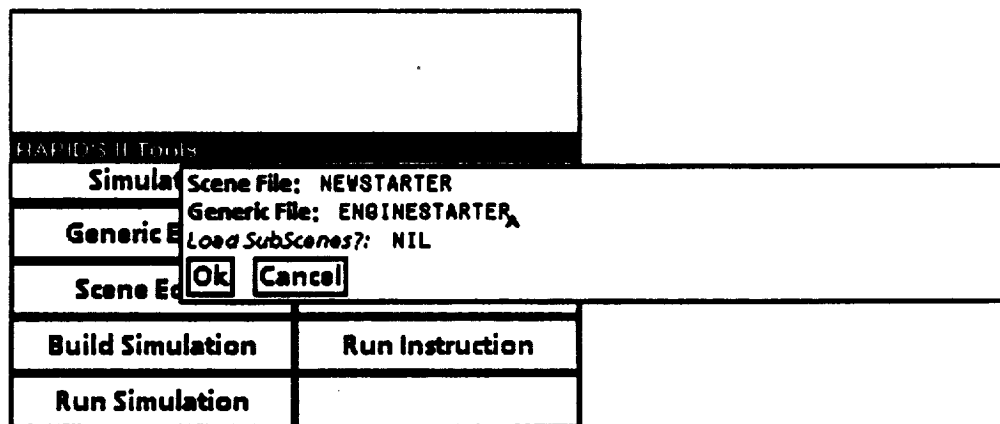 RAPID'S II Tools
Simulat
Scene File: NEWSTARTER
Generic File: ENGINESTARTER
Generic E
Load SubScenes?: NIL
Scene Ed
Ok Cancel
Build Simulation Run Instruction
Run Simulation